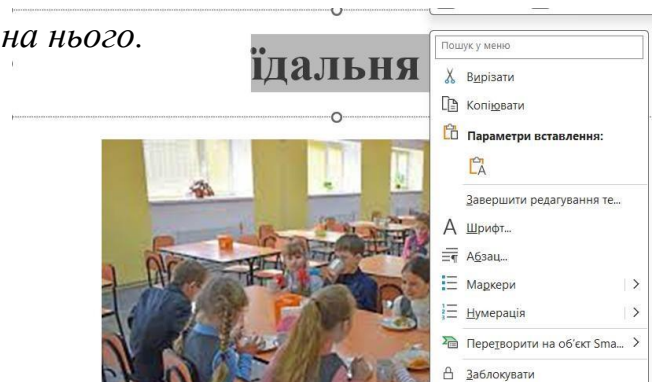 на нього.
їдальня
Пошук у меню
Вирізати
Копіювати
Параметри вставлення:
Завершити редагування те...
Шрифт...
Абзац...
Маркери
Нумерація
Перетворити на об’єкт Sma...
Заблокувати